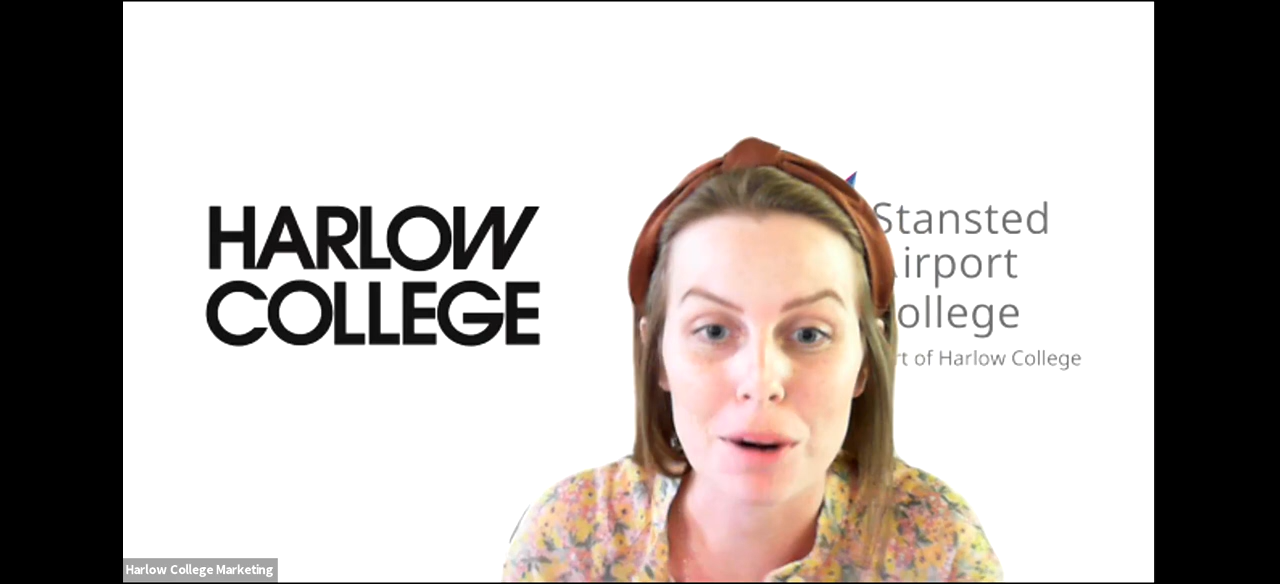 HARLOW
COLLEGE
Stansted
irport
ollege
rt of Harlow College
Harlow College Marketing